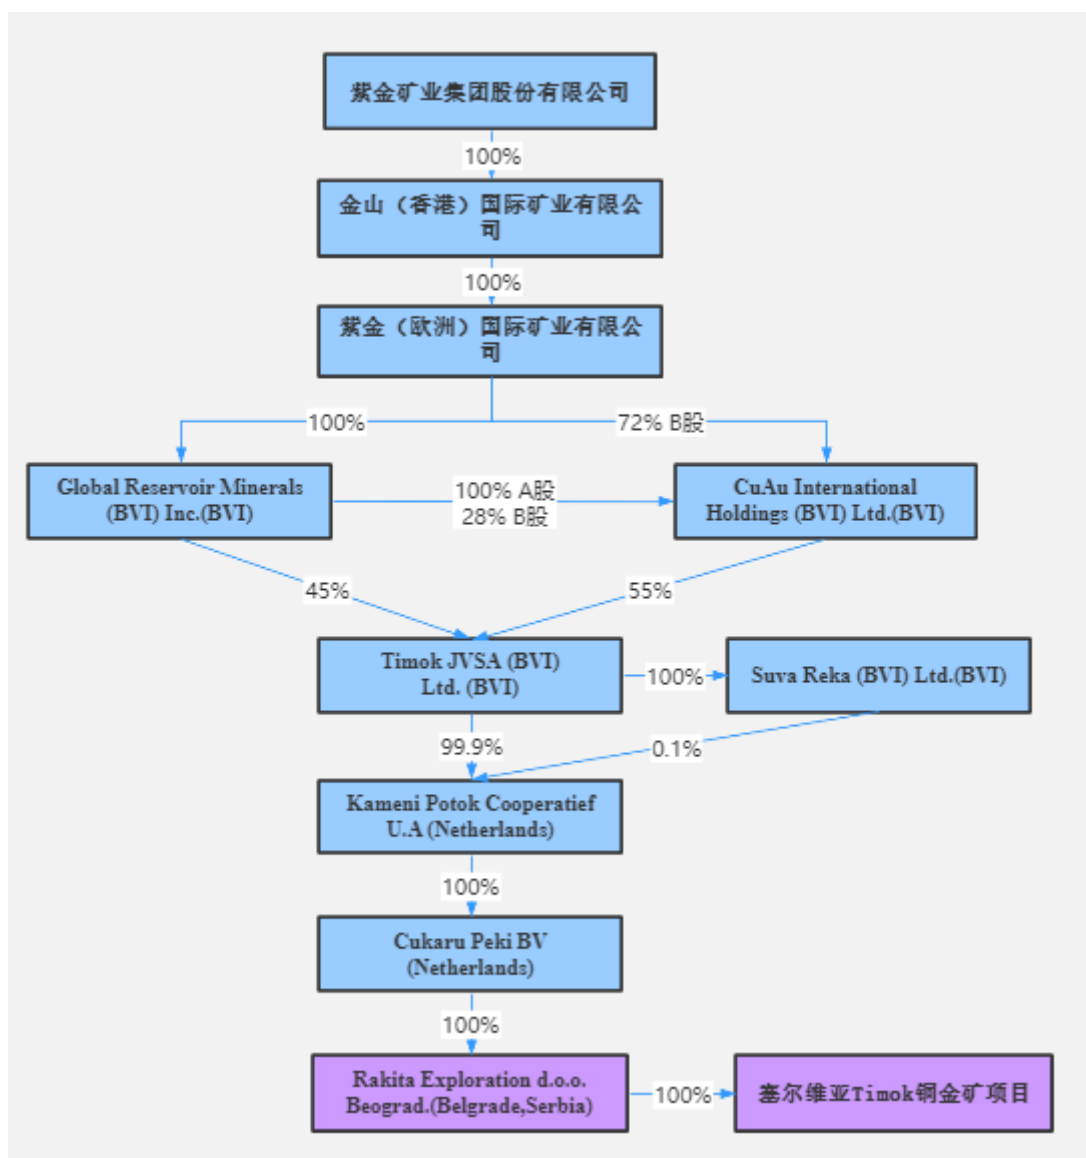 紫金矿业集团股份有限公司
100%
金山（香港）国际矿业有限公
司
100%
紫金（欧洲）国际矿业有限公
司
100%
72% B股
Global Reservoir Minerals
(BVI) Inc.(BVI)
100% A股
28% B股
CuAu International
Holdings (BVI) Ltd.(BVI)
45%
55%
Timok JVSA (BVI)
Ltd. (BVI)
100%
Suva Reka (BVI) Ltd.(BVI)
99.9%
0.1%
Kameni Potok Cooperatief
U.A (Netherlands)
100%
Cukaru Peki BV
(Netherlands)
100%
Rakita Exploration d.o.o.
Beograd.(Belgrade,Serbia)
100%
塞尔维亚Timok铜金矿项目